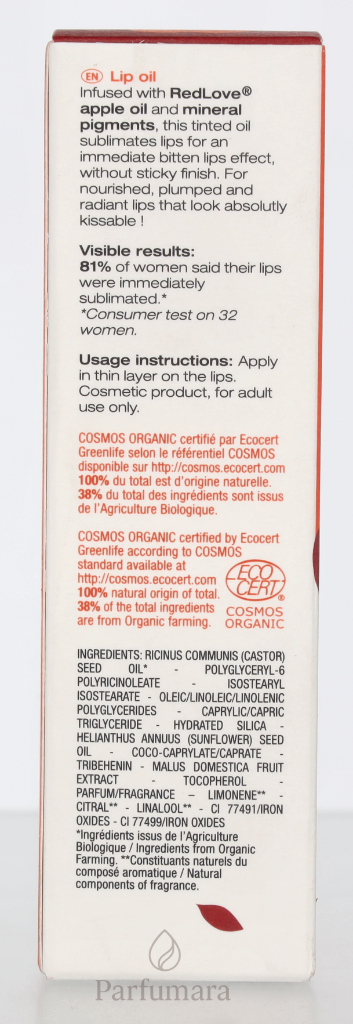 EN Lip oil
Infused with RedLove®
apple oil and mineral
pigments, this tinted oil
sublimates lips for an
immediate bitten lips effect,
without sticky finish. For
nourished, plumped and
radiant lips that look absolutly
kissable !
Visible results:
81% of women said their lips
were immediately
sublimated.*
*Consumer test on 32
women.
Usage instructions: Apply
in thin layer on the lips.
Cosmetic product, for adult
use only.
COSMOS ORGANIC certifié par Ecocert
Greenlife selon le référentiel COSMOS
disponible sur http://cosmos.ecocert.com
100% du total est d'origine naturelle.
38% du total des ingrédients sont issus
de l'Agriculture Biologique.
COSMOS ORGANIC certified by Ecocert
Greenlife according to COSMOS
standard available at
http://cosmos.ecocert.com
100% natural origin of total.
38% of the total ingredients
are from Organic farming.
ECO
CERT®
COSMOS
ORGANIC
INGREDIENTS: RICINUS COMMUNIS (CASTOR)
SEED OIL* - POLYGLYCERYL-6
POLYRICINOLEATE - ISOSTEARYL
ISOSTEARATE - OLEIC/LINOLEIC/LINOLENIC
POLYGLYCERIDES - CAPRYLIC/CAPRIC
TRIGLYCERIDE - HYDRATED SILICA -
HELIANTHUS ANNUUS (SUNFLOWER) SEED
OIL - COCO-CAPRYLATE/CAPRATE -
TRIBEHENIN - MALUS DOMESTICA FRUIT
EXTRACT - TOCOPHEROL -
PARFUM/FRAGRANCE – LIMONENE** -
CITRAL** - LINALOOL** - CI 77491/IRON
OXIDES - CI 77499/IRON OXIDES
*Ingrédients issus de l'Agriculture
Biologique / Ingredients from Organic
Farming. **Constituants naturels du
composé aromatique / Natural
components of fragrance.
Parfumara